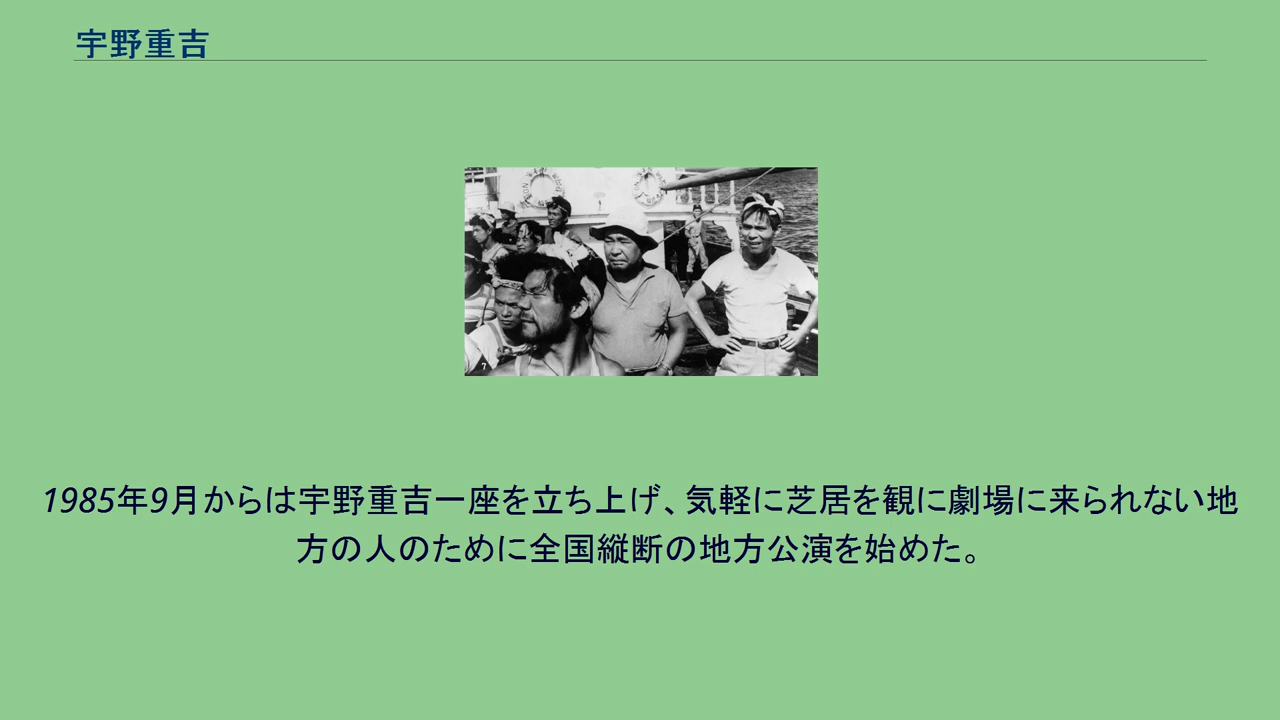 宇野重吉
1985年9月からは宇野重吉一座を立ち上げ、気軽に芝居を観に劇場に来られない地
方の人のために全国縦断の地方公演を始めた。